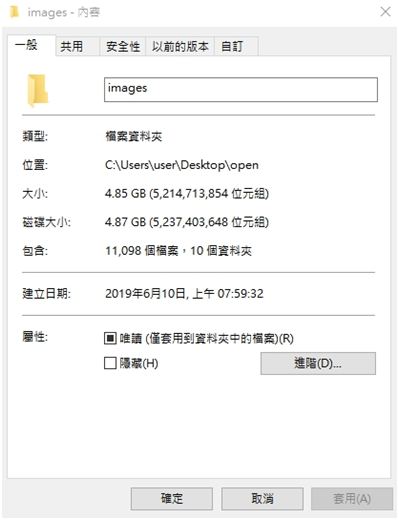 images - 內容
一般 共用 安全性 以前的版本 自訂
images
類型: 檔案資料夾
位置: C:\Users\user\Desktop\open
大小: 4.85 GB (5,214,713,854 位元組)
磁碟大小: 4.87 GB (5,237,403,648 位元組)
包含: 11,098 個檔案，10 個資料夾
建立日期: 2019年6月10日, 上午 07:59:32
屬性: 唯讀 (僅套用到資料夾中的檔案)(R)
隱藏(H) 進階(D)...
確定 取消 套用(A)